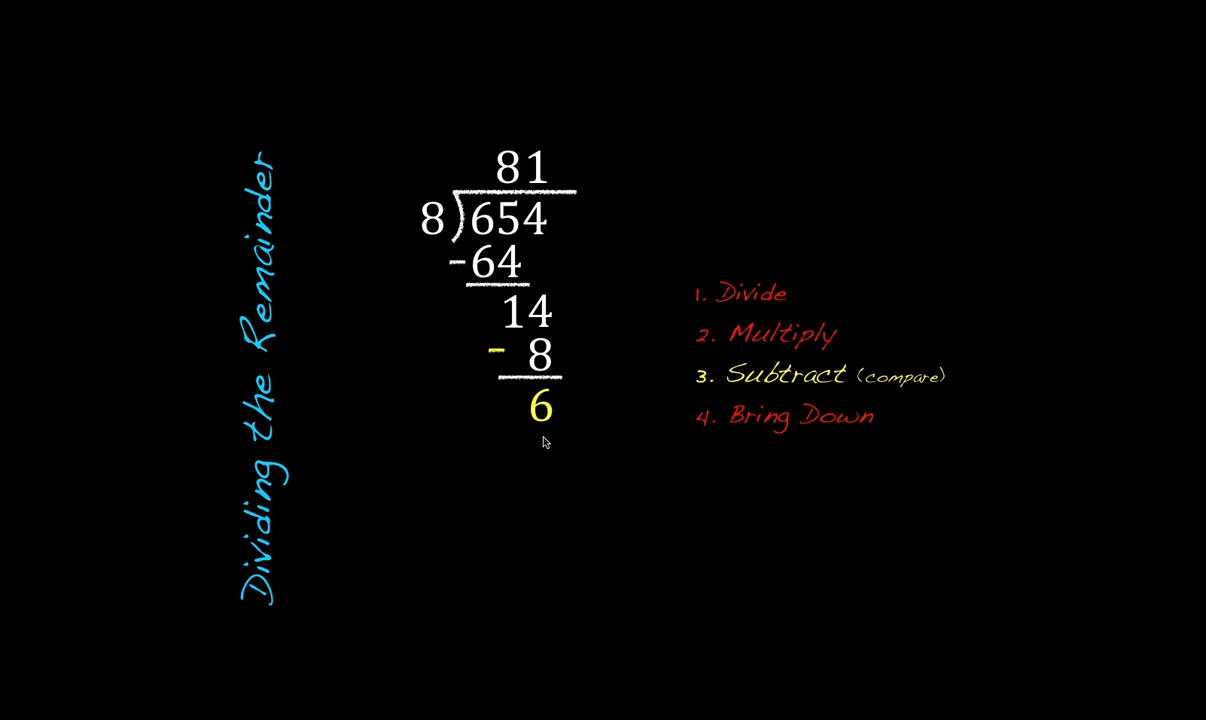 Dividing the Remainder
81
8)654
-64
14
- 8
6
1. Divide
2. Multiply
3. Subtract (compare)
4. Bring Down